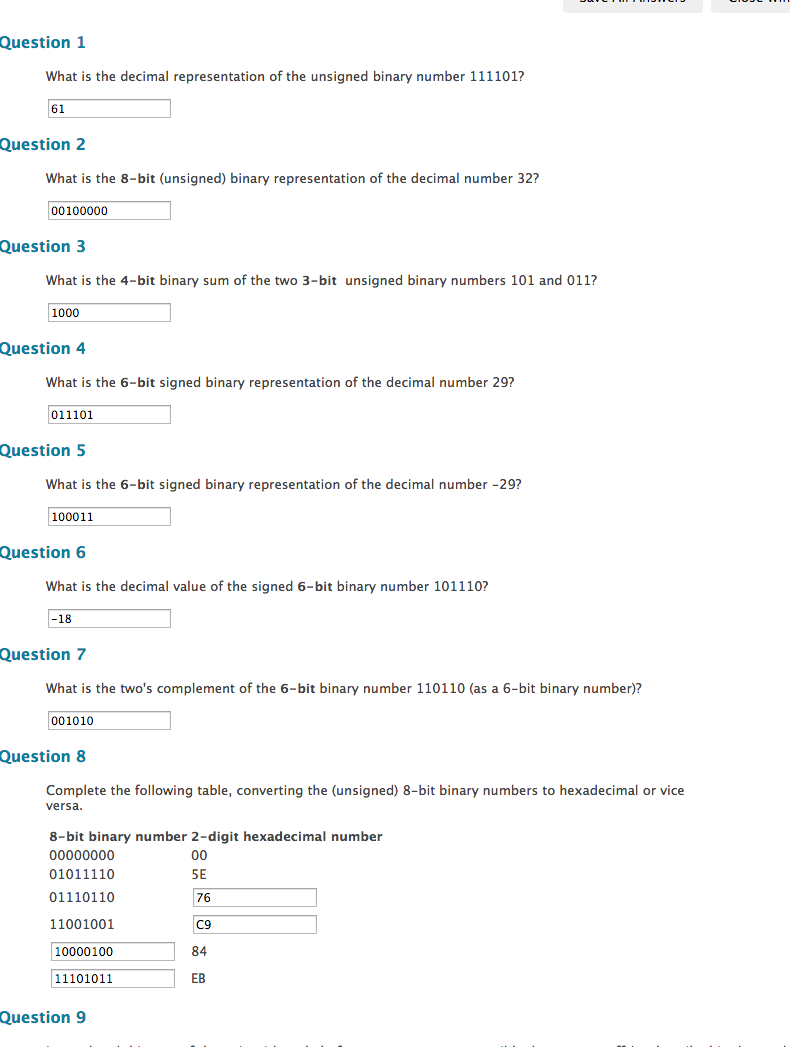 Question 1
What is the decimal representation of the unsigned binary number 111101?
61
Question 2
What is the 8-bit (unsigned) binary representation of the decimal number 32?
00100000
Question 3
What is the 4-bit binary sum of the two 3-bit unsigned binary numbers 101 and 011?
1000
Question 4
What is the 6-bit signed binary representation of the decimal number 29?
011101
Question 5
What is the 6-bit signed binary representation of the decimal number -29?
100011
Question 6
What is the decimal value of the signed 6-bit binary number 101110?
-18
Question 7
What is the two's complement of the 6-bit binary number 110110 (as a 6-bit binary number)?
001010
Question 8
Complete the following table, converting the (unsigned) 8-bit binary numbers to hexadecimal or vice
versa.
8-bit binary number 2-digit hexadecimal number
00000000 00
01011110 5E
01110110 76
11001001 C9
10000100 84
11101011 EB
Question 9